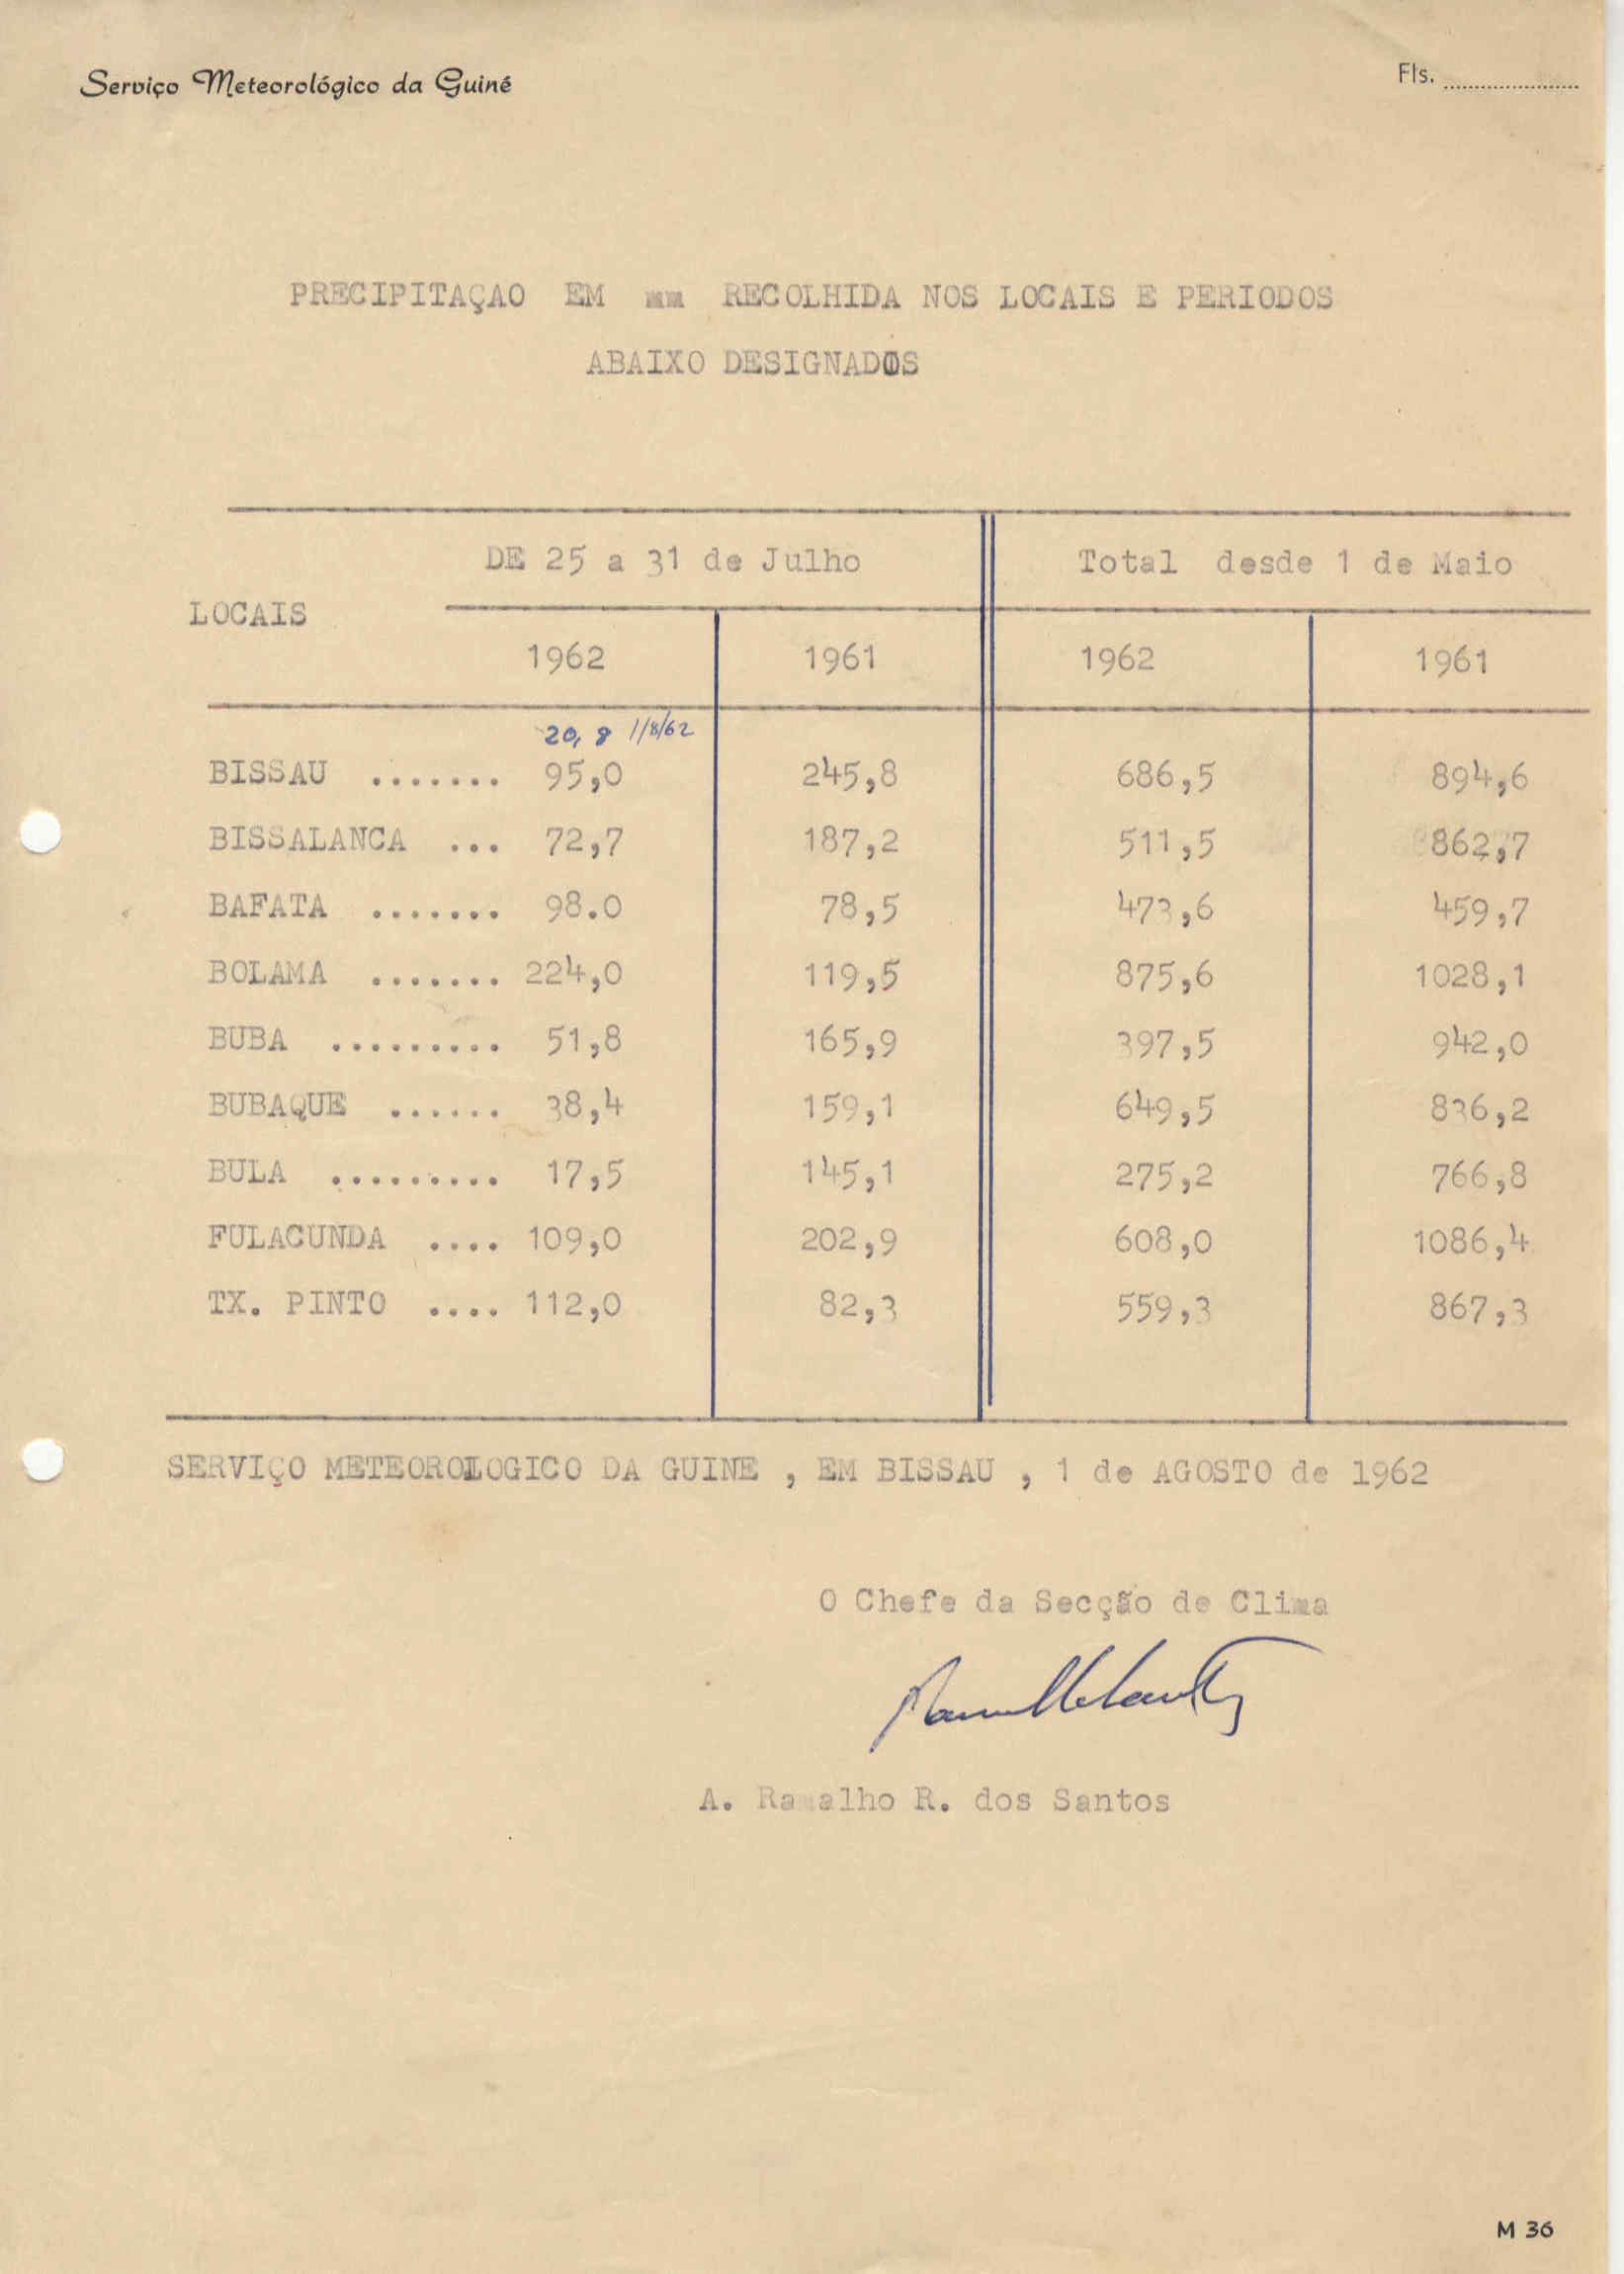 Serviço Meteorológico da Guiné
Fls. ......................
PRECIPITAÇAO EM mm RECOLHIDA NOS LOCAIS E PERIODOS
ABAIXO DESIGNADOS
DE 25 a 31 de Julho Total desde 1 de Maio
LOCAIS
1962 1961 1962 1961
20,8 1/8/62
BISSAU ....... 95,0 245,8 686,5 894,6
BISSALANCA ... 72,7 187,2 511,5 862,7
BAFATA ....... 98.0 78,5 473,6 459,7
BOLAMA ....... 224,0 119,5 875,6 1028,1
BUBA ......... 51,8 165,9 397,5 942,0
BUBAQUE ...... 38,4 159,1 649,5 836,2
BULA ......... 17,5 145,1 275,2 766,8
FULACUNDA .... 109,0 202,9 608,0 1086,4
TX. PINTO .... 112,0 82,3 559,3 867,3
SERVIÇO METEOROLOGICO DA GUINE , EM BISSAU , 1 de AGOSTO de 1962
O Chefe da Secção de Clima
A. Ramalho R. dos Santos
M 36